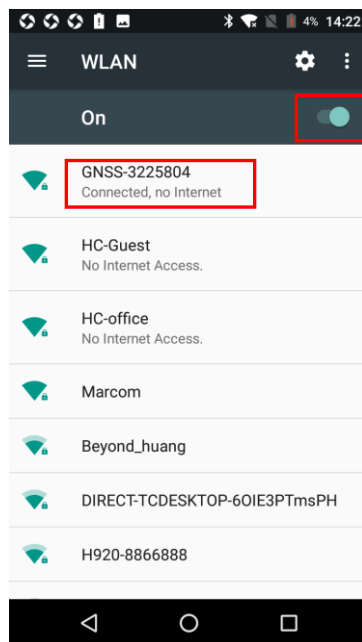 4% 14:22
WLAN
On
GNSS-3225804
Connected, no Internet
HC-Guest
No Internet Access.
HC-office
No Internet Access.
Marcom
Beyond_huang
DIRECT-TCDESKTOP-6OIE3PTmsPH
H920-8866888